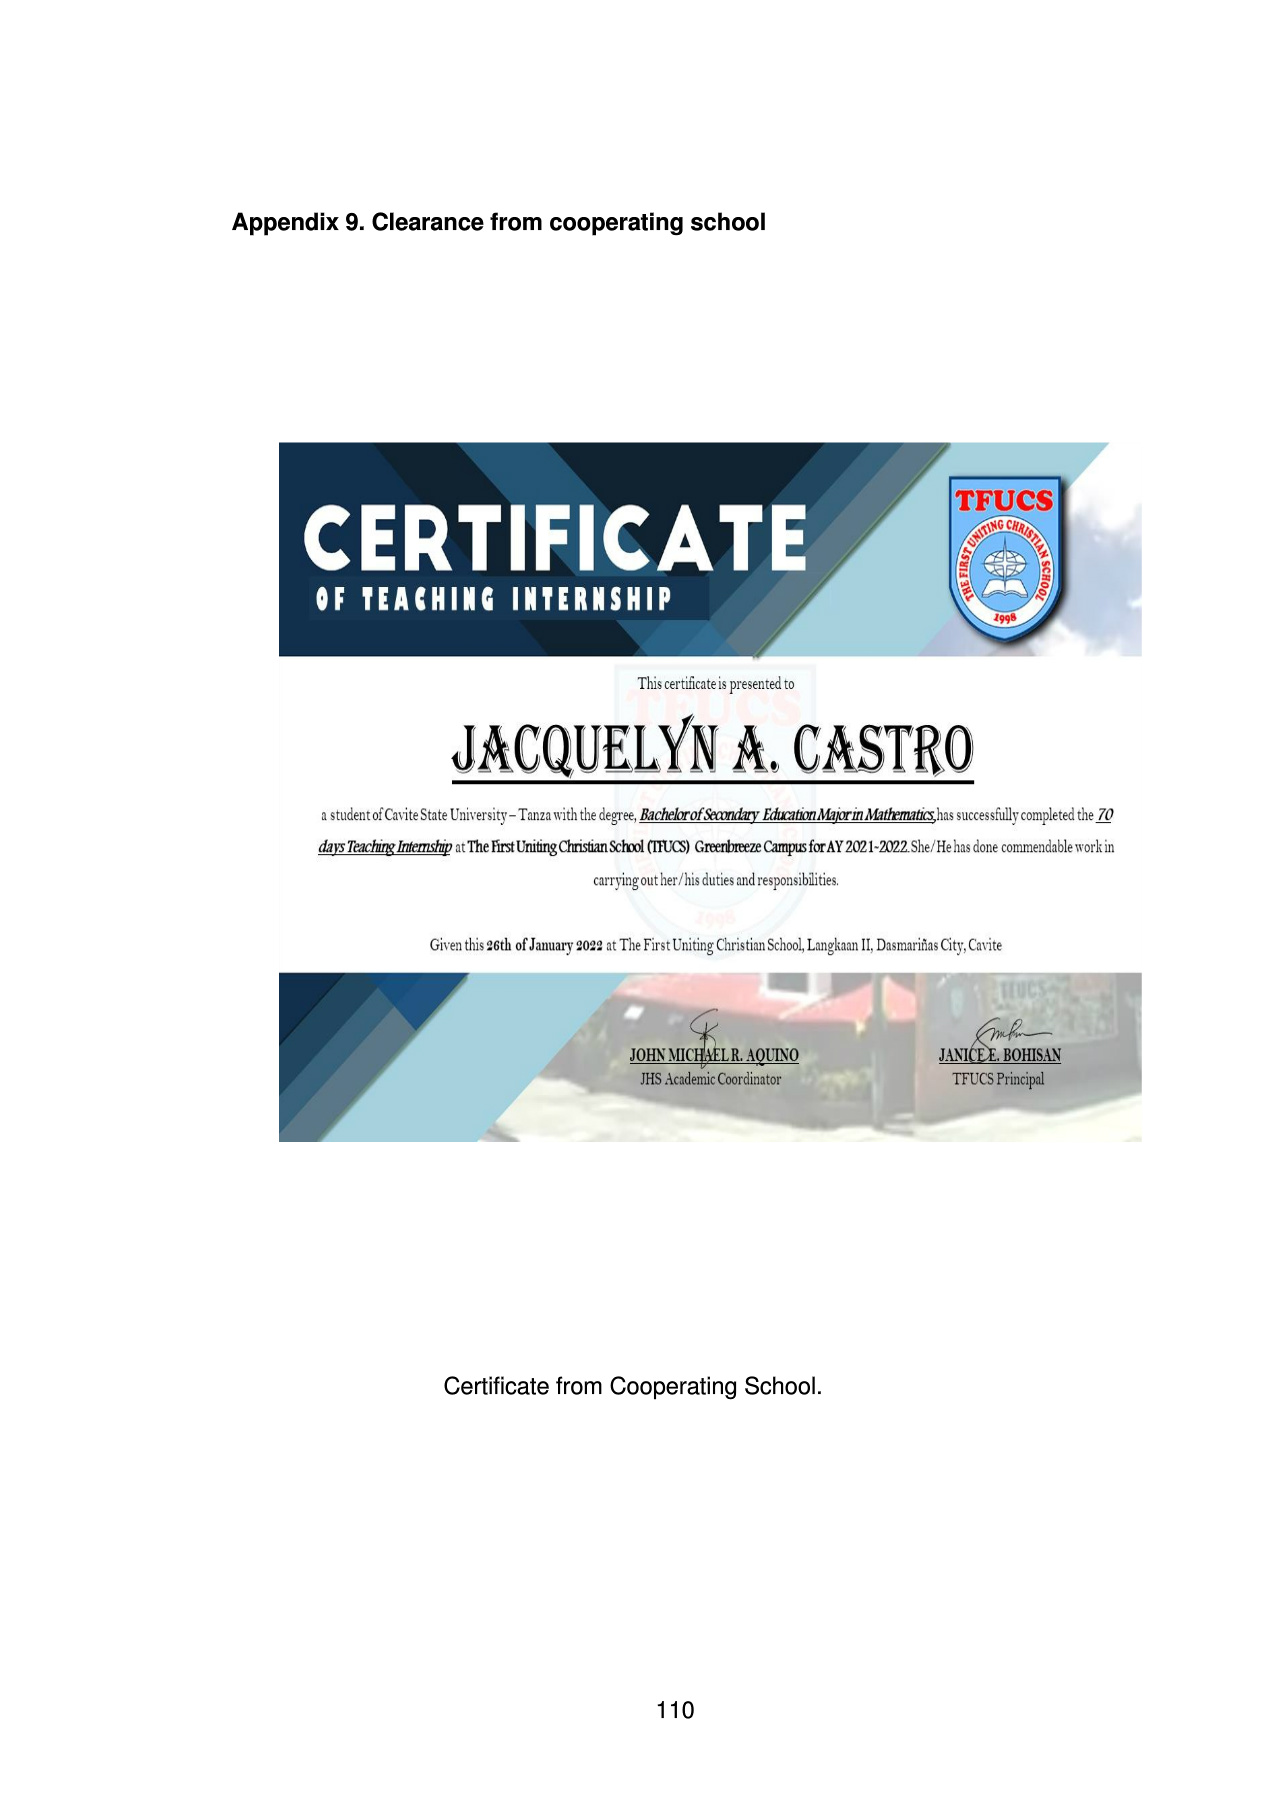 Appendix 9. Clearance from cooperating school
CERTIFICATE
OF TEACHING INTERNSHIP
TFUCS
THE FIRST UNITING CHRISTIAN SCHOOL
1998
This certificate is presented to
TFUCS
JACQUELYN A. CASTRO
a student of Cavite State University – Tanza with the degree, Bachelor of Secondary Education Major in Mathematics, has successfully completed the 70
days Teaching Internship at The First Uniting Christian School (TFUCS) Greenbreeze Campus for AY 2021-2022. She/He has done commendable work in
carrying out her/his duties and responsibilities.
1998
Given this 26th of January 2022 at The First Uniting Christian School, Langkaan II, Dasmariñas City, Cavite
TFUCS
JOHN MICHAEL R. AQUINO
JHS Academic Coordinator
JANICE E. BOHISAN
TFUCS Principal
Certificate from Cooperating School.
110